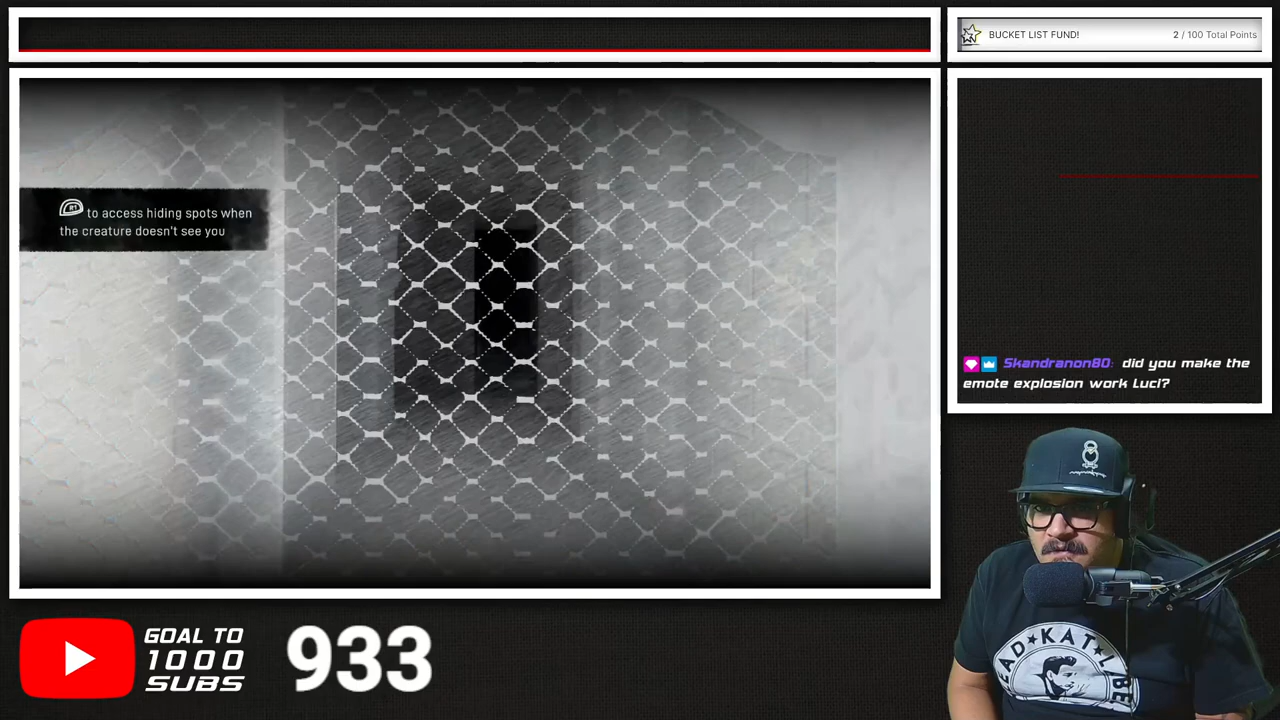 BUCKET LIST FUND!
2 / 100 Total Points
R1 to access hiding spots when
the creature doesn't see you
Skandranon80: did you make the
emote explosion work Luci?
GOAL TO
1000
SUBS
933